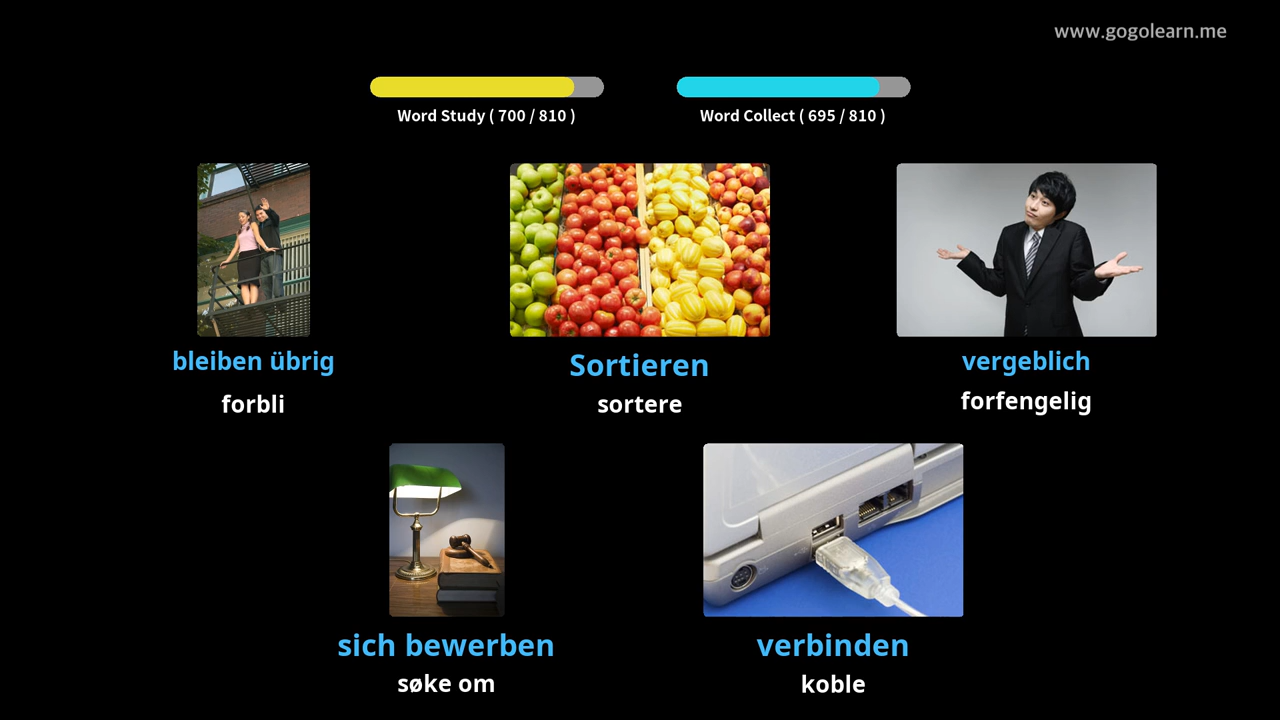 www.gogolearn.me
Word Study ( 700 / 810 )
Word Collect ( 695 / 810 )
bleiben übrig
forbli
Sortieren
sortere
vergeblich
forfengelig
sich bewerben
søke om
verbinden
koble